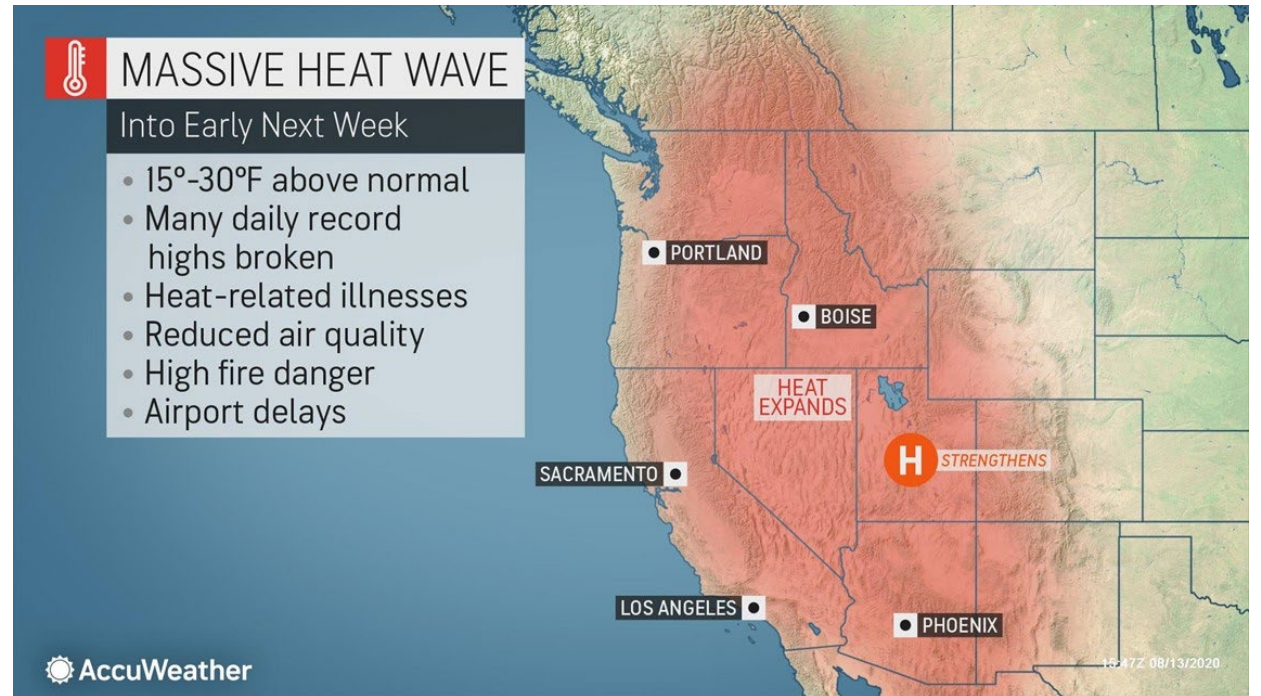 MASSIVE HEAT WAVE
Into Early Next Week
• 15°-30°F above normal
• Many daily record
highs broken
• Heat-related illnesses
• Reduced air quality
• High fire danger
• Airport delays
PORTLAND
BOISE
HEAT
EXPANDS
H STRENGTHENS
SACRAMENTO
LOS ANGELES
PHOENIX
AccuWeather
15:47Z 08/13/2020